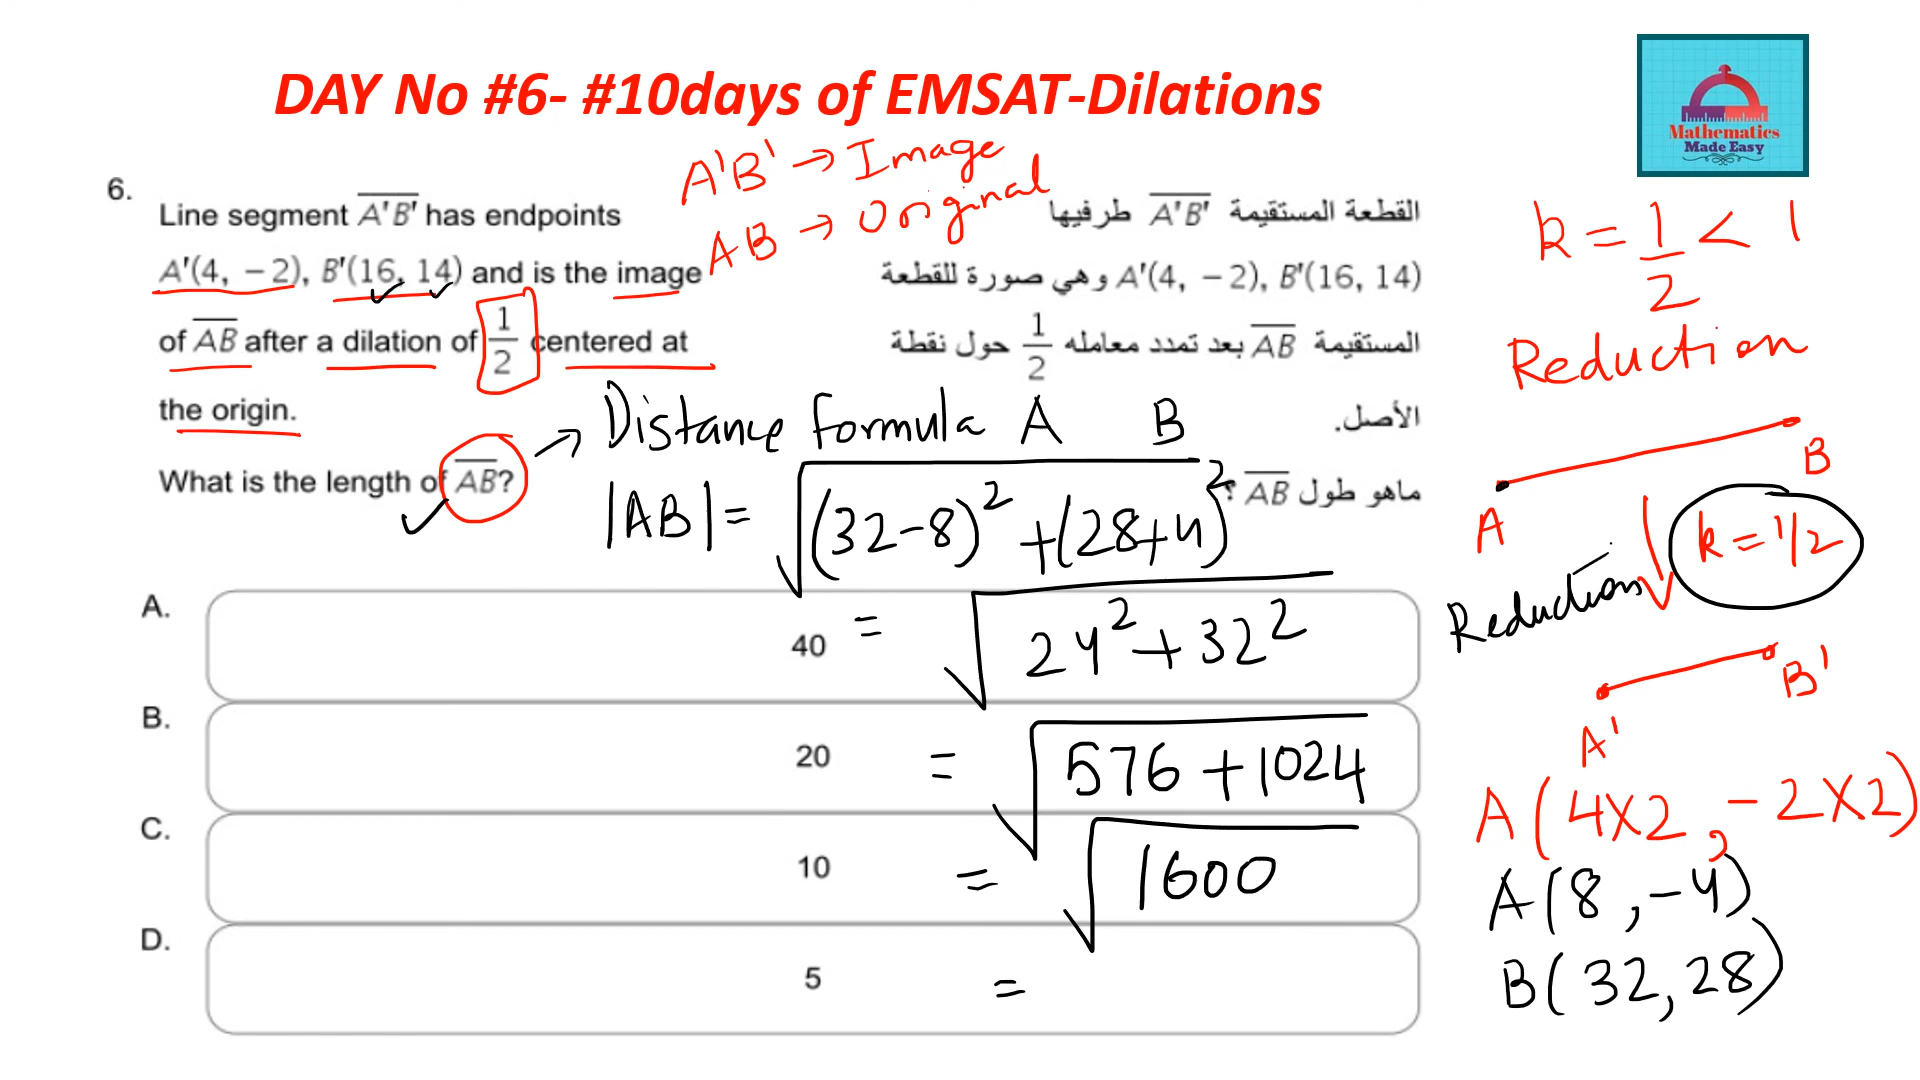 DAY No #6- #10days of EMSAT-Dilations
Mathematics
Made Easy
A'B' → Image
AB → Original
6.
Line segment A'B' has endpoints
A'(4, −2), B'(16, 14) and is the image
of AB after a dilation of 1/2 centered at
the origin.
What is the length of AB?
القطعة المستقيمة A'B' طرفيها
A'(4, −2), B'(16, 14) وهي صورة للقطعة
المستقيمة AB بعد تمدد معامله 1/2 حول نقطة
الأصل.
ماهو طول AB ؟
→ Distance formula A B
|AB| = √(32-8)² + (28+4)²
= √24² + 32²
= √576 + 1024
= √1600
=
A. 40
B. 20
C. 10
D. 5
k = 1/2 < 1
Reduction
A B
Reduction k = 1/2
A' B'
A(4×2, -2×2)
A(8, -4)
B(32, 28)